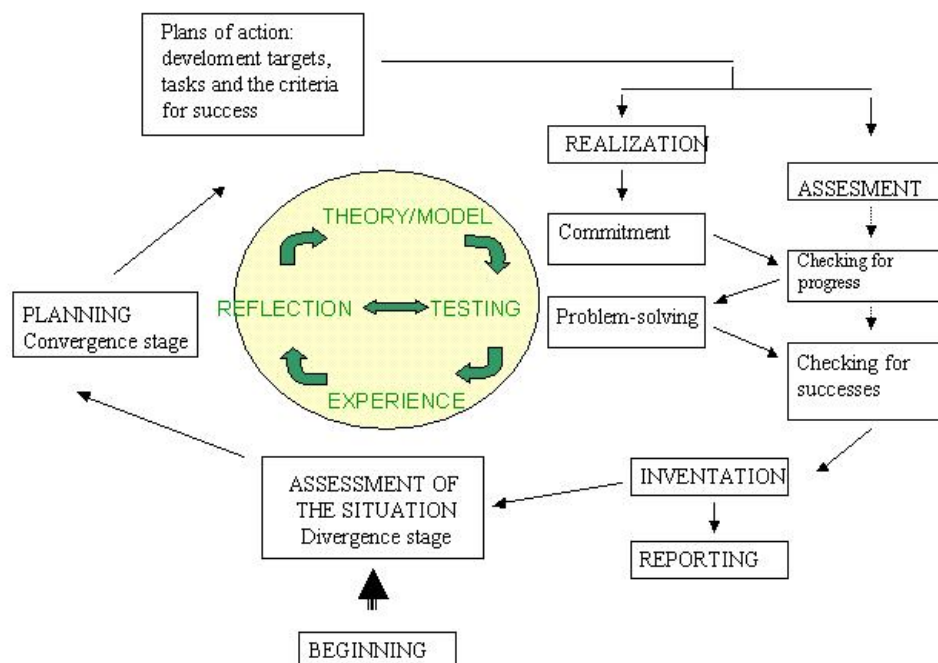 Plans of action:
develoment targets,
tasks and the criteria
for success
REALIZATION
ASSESMENT
THEORY/MODEL
Commitment
Checking for
progress
REFLECTION
TESTING
PLANNING
Convergence stage
Problem-solving
Checking for
successes
EXPERIENCE
ASSESSMENT OF
THE SITUATION
Divergence stage
INVENTATION
REPORTING
BEGINNING